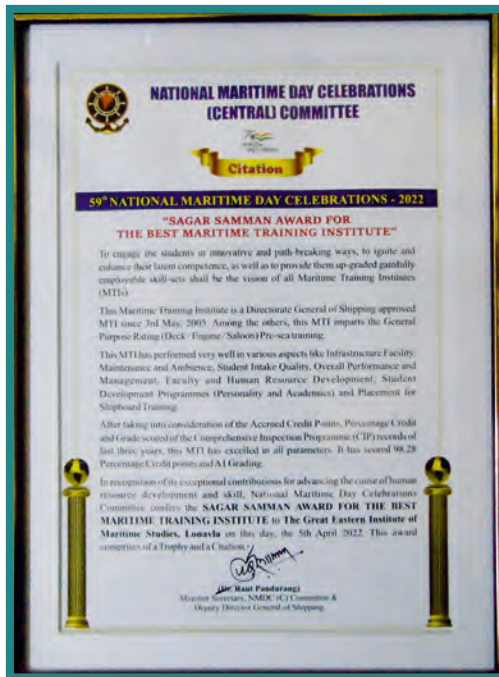 NATIONAL MARITIME DAY CELEBRATIONS
(CENTRAL) COMMITTEE
Citation
59th NATIONAL MARITIME DAY CELEBRATIONS - 2022
"SAGAR SAMMAN AWARD FOR
THE BEST MARITIME TRAINING INSTITUTE"
To engage the students in innovative and path-breaking ways, to ignite and
enhance their latent competence, as well as to provide them up-graded gainfully
employable skill-sets shall be the vision of all Maritime Training Institutes
(MTIs).
This Maritime Training Institute is a Directorate General of Shipping approved
MTI since 3rd May, 2005. Among the others, this MTI imparts the General
Purpose Rating (Deck / Engine / Saloon) Pre-sea training.
This MTI has performed very well in various aspects like Infrastructure Facility,
Maintenance and Ambience, Student Intake Quality, Overall Performance and
Management, Faculty and Human Resource Development, Student
Development Programmes (Personality and Academics) and Placement for
Shipboard Training.
After taking into consideration of the Accrued Credit Points, Percentage Credit
and Grade scored of the Comprehensive Inspection Programme (CIP) records of
last three years, this MTI has excelled in all parameters. It has scored 98.28
Percentage Credit points and A1 Grading.
In recognition of its exceptional contributions for advancing the cause of human
resource development and skill, National Maritime Day Celebrations
Committee confers the SAGAR SAMMAN AWARD FOR THE BEST
MARITIME TRAINING INSTITUTE to The Great Eastern Institute of
Maritime Studies, Lonavla on this day, the 5th April 2022. This award
comprises of a Trophy and a Citation.
(Dr. Raut Pandurang)
Member Secretary, NMDC (C) Committee &
Deputy Director General of Shipping